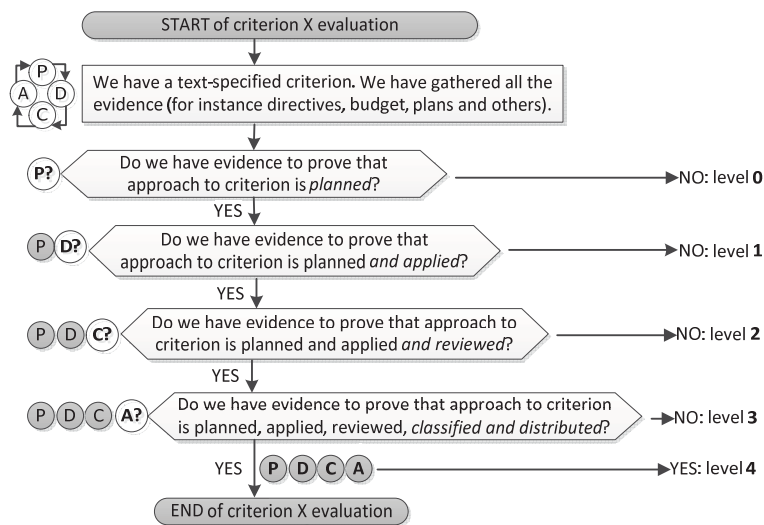 START of criterion X evaluation
P
A D
C
We have a text-specified criterion. We have gathered all the
evidence (for instance directives, budget, plans and others).
P?
Do we have evidence to prove that
approach to criterion is planned?
NO: level 0
YES
P D?
Do we have evidence to prove that
approach to criterion is planned and applied?
NO: level 1
YES
P D C?
Do we have evidence to prove that approach to
criterion is planned and applied and reviewed?
NO: level 2
YES
P D C A?
Do we have evidence to prove that approach to criterion
is planned, applied, reviewed, classified and distributed?
NO: level 3
YES P D C A YES: level 4
END of criterion X evaluation